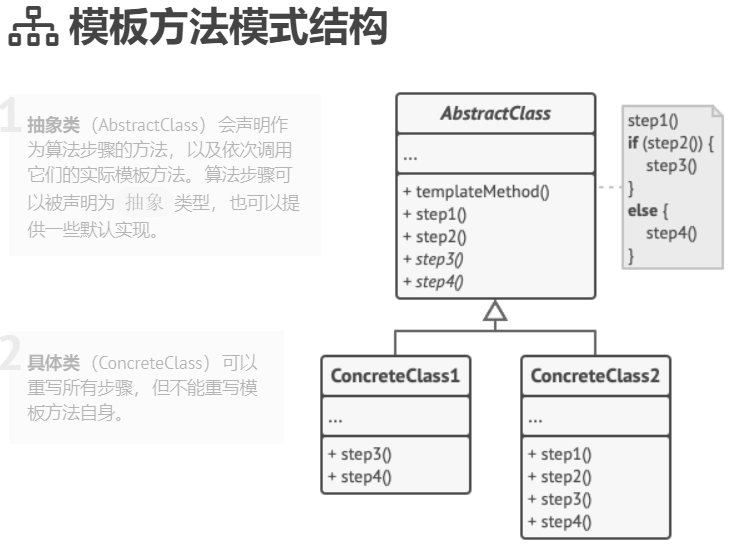 模板方法模式结构
1
抽象类（AbstractClass）会声明作
为算法步骤的方法，以及依次调用
它们的实际模板方法。算法步骤可
以被声明为 抽象 类型，也可以提
供一些默认实现。
AbstractClass
...
+ templateMethod()
+ step1()
+ step2()
+ step3()
+ step4()
step1()
if (step2()) {
step3()
}
else {
step4()
}
2
具体类（ConcreteClass）可以
重写所有步骤，但不能重写模
板方法自身。
ConcreteClass1
...
+ step3()
+ step4()
ConcreteClass2
...
+ step1()
+ step2()
+ step3()
+ step4()